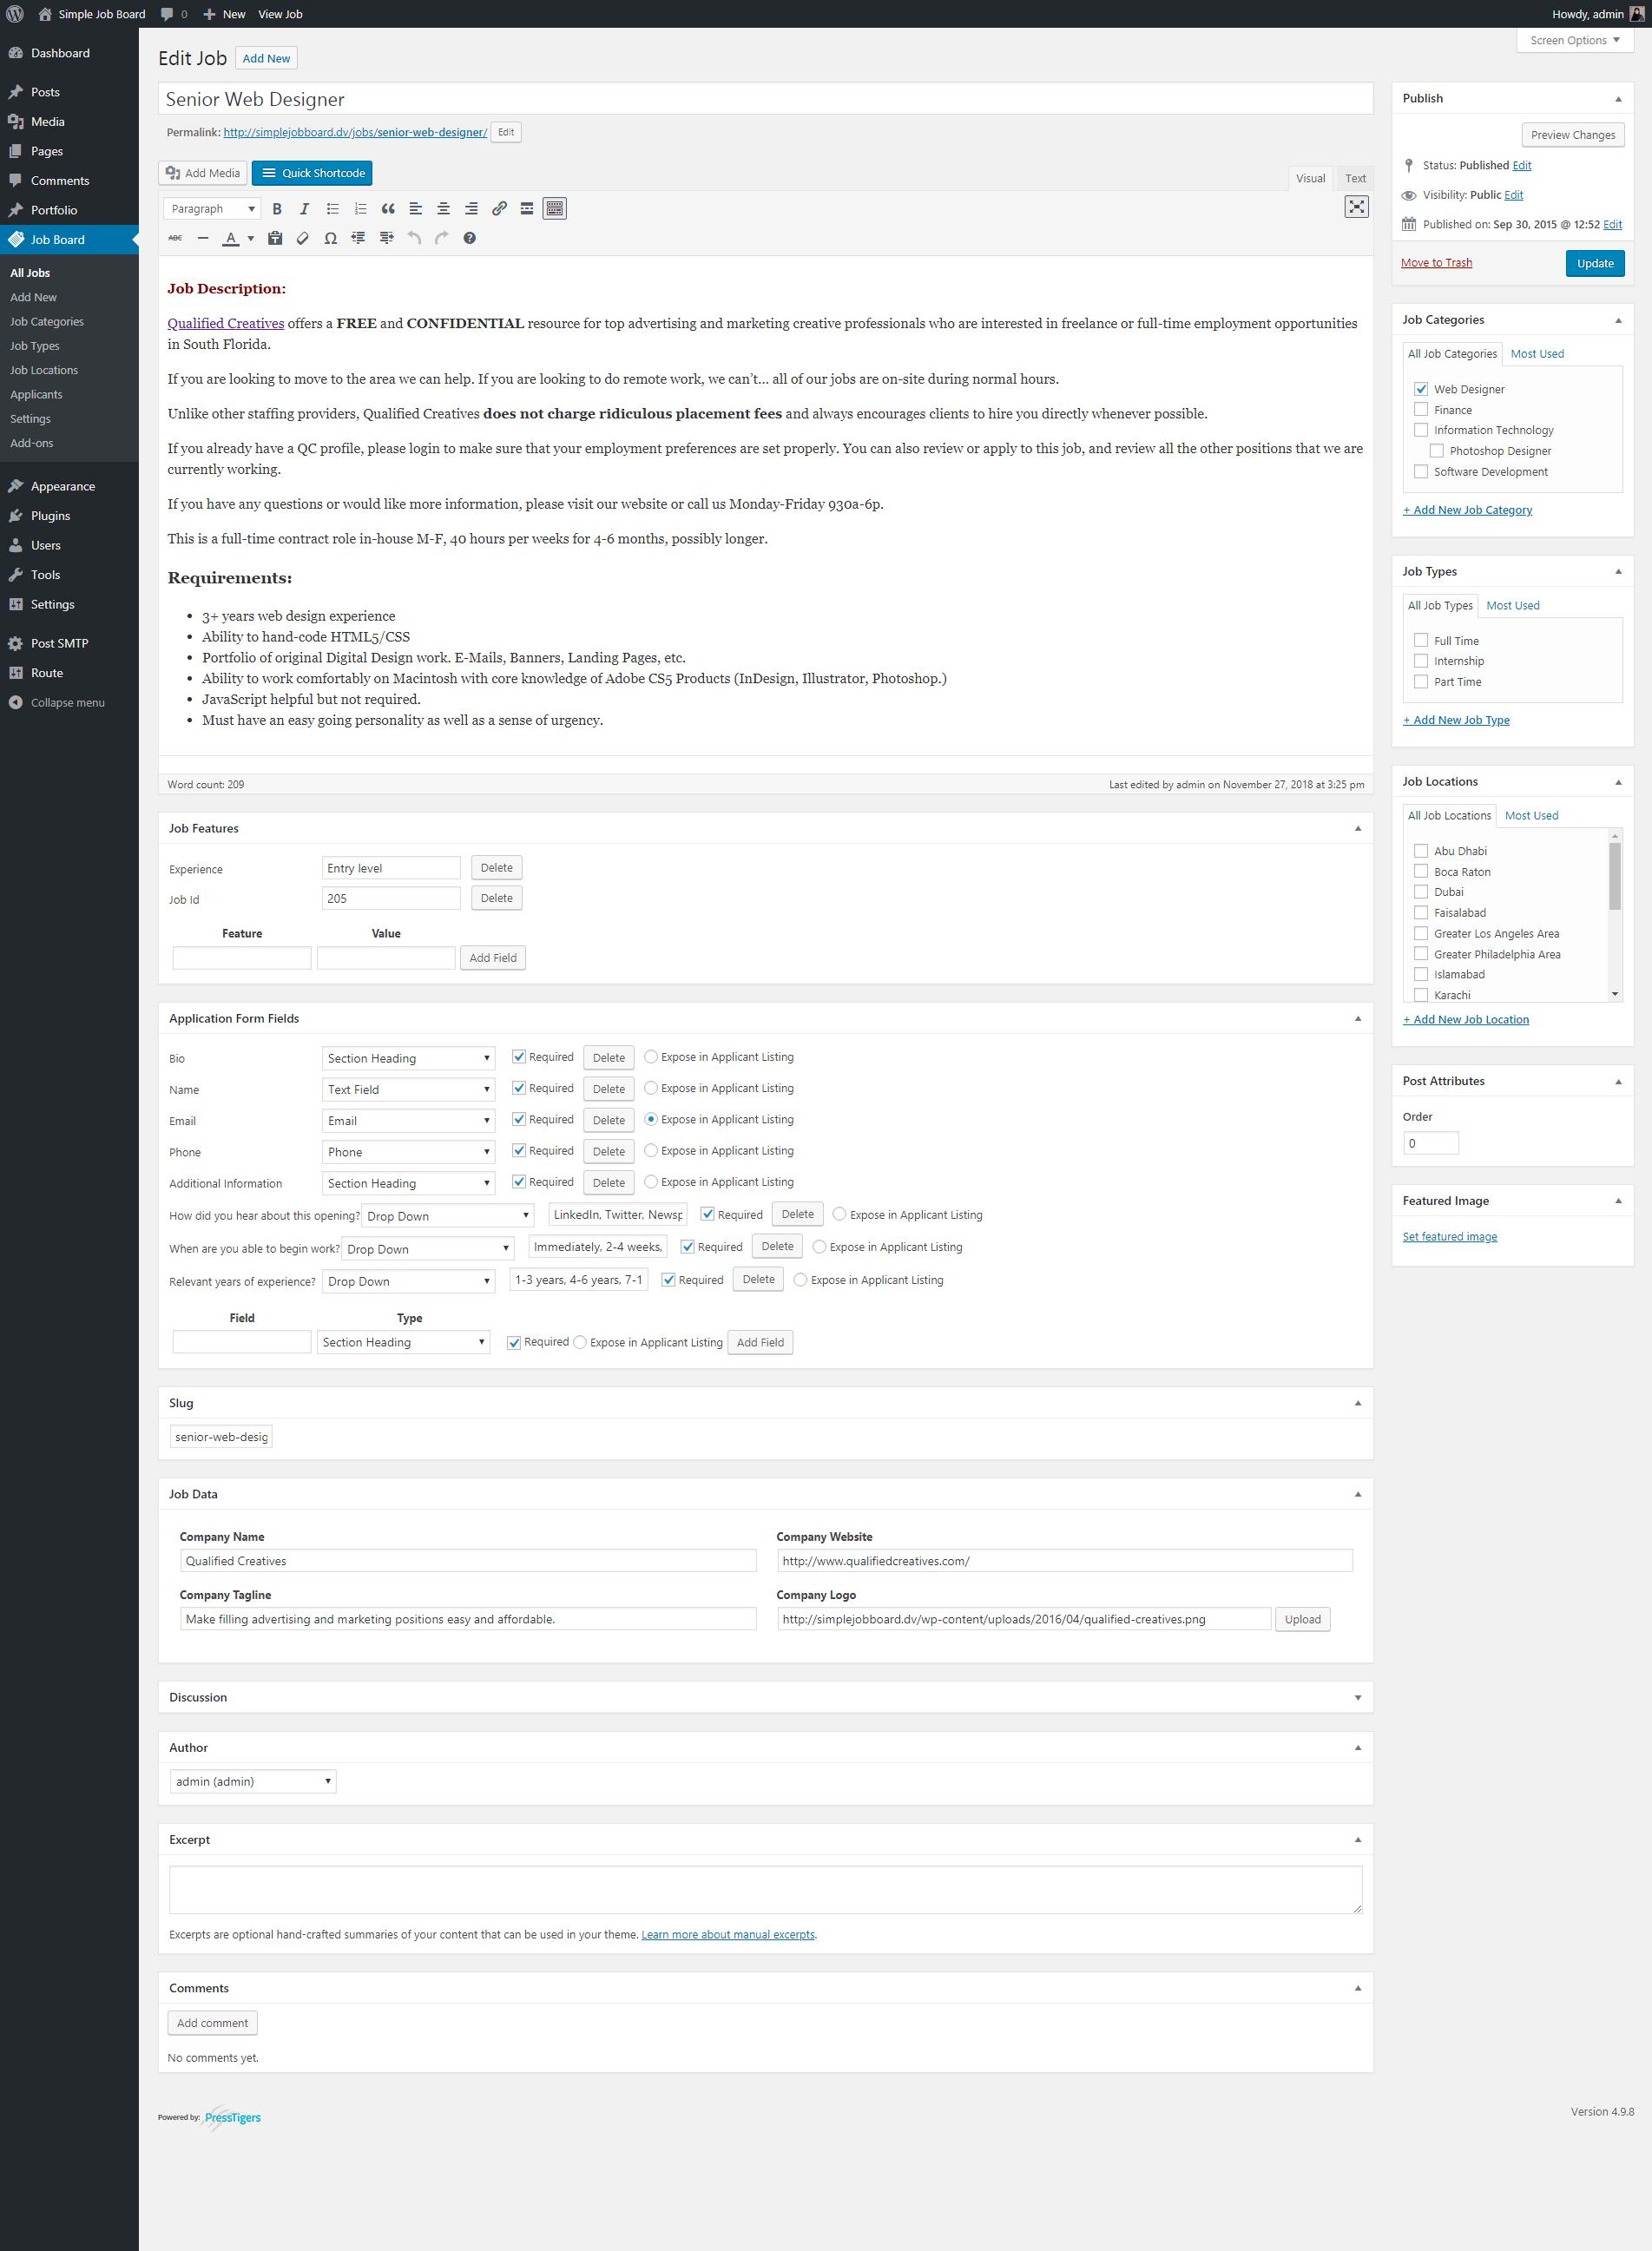 Simple Job Board 0 New View Job Howdy, admin
Screen Options
Dashboard
Posts
Media
Pages
Comments
Portfolio
Job Board
All Jobs
Add New
Job Categories
Job Types
Job Locations
Applicants
Settings
Add-ons
Appearance
Plugins
Users
Tools
Settings
Post SMTP
Route
Collapse menu
Edit Job Add New
Senior Web Designer
Permalink: http://simplejobboard.dv/jobs/senior-web-designer/ Edit
Add Media Quick Shortcode Visual Text
Paragraph B I
ABC A Ω
Job Description:
Qualified Creatives offers a FREE and CONFIDENTIAL resource for top advertising and marketing creative professionals who are interested in freelance or full-time employment opportunities
in South Florida.
If you are looking to move to the area we can help. If you are looking to do remote work, we can’t… all of our jobs are on-site during normal hours.
Unlike other staffing providers, Qualified Creatives does not charge ridiculous placement fees and always encourages clients to hire you directly whenever possible.
If you already have a QC profile, please login to make sure that your employment preferences are set properly. You can also review or apply to this job, and review all the other positions that we are
currently working.
If you have any questions or would like more information, please visit our website or call us Monday-Friday 930a-6p.
This is a full-time contract role in-house M-F, 40 hours per weeks for 4-6 months, possibly longer.
Requirements:
• 3+ years web design experience
• Ability to hand-code HTML5/CSS
• Portfolio of original Digital Design work. E-Mails, Banners, Landing Pages, etc.
• Ability to work comfortably on Macintosh with core knowledge of Adobe CS5 Products (InDesign, Illustrator, Photoshop.)
• JavaScript helpful but not required.
• Must have an easy going personality as well as a sense of urgency.
Word count: 209 Last edited by admin on November 27, 2018 at 3:25 pm
Job Features
Experience Entry level Delete
Job Id 205 Delete
Feature Value
Add Field
Application Form Fields
Bio Section Heading Required Delete Expose in Applicant Listing
Name Text Field Required Delete Expose in Applicant Listing
Email Email Required Delete Expose in Applicant Listing
Phone Phone Required Delete Expose in Applicant Listing
Additional Information Section Heading Required Delete Expose in Applicant Listing
How did you hear about this opening? Drop Down LinkedIn, Twitter, Newsp Required Delete Expose in Applicant Listing
When are you able to begin work? Drop Down Immediately, 2-4 weeks, Required Delete Expose in Applicant Listing
Relevant years of experience? Drop Down 1-3 years, 4-6 years, 7-1 Required Delete Expose in Applicant Listing
Field Type
Section Heading Required Expose in Applicant Listing Add Field
Slug
senior-web-desig
Job Data
Company Name Company Website
Qualified Creatives http://www.qualifiedcreatives.com/
Company Tagline Company Logo
Make filling advertising and marketing positions easy and affordable. http://simplejobboard.dv/wp-content/uploads/2016/04/qualified-creatives.png Upload
Discussion
Author
admin (admin)
Excerpt
Excerpts are optional hand-crafted summaries of your content that can be used in your theme. Learn more about manual excerpts.
Comments
Add comment
No comments yet.
Powered by: PressTigers
Publish
Preview Changes
Status: Published Edit
Visibility: Public Edit
Published on: Sep 30, 2015 @ 12:52 Edit
Move to Trash Update
Job Categories
All Job Categories Most Used
Web Designer
Finance
Information Technology
Photoshop Designer
Software Development
+ Add New Job Category
Job Types
All Job Types Most Used
Full Time
Internship
Part Time
+ Add New Job Type
Job Locations
All Job Locations Most Used
Abu Dhabi
Boca Raton
Dubai
Faisalabad
Greater Los Angeles Area
Greater Philadelphia Area
Islamabad
Karachi
+ Add New Job Location
Post Attributes
Order
0
Featured Image
Set featured image
Version 4.9.8